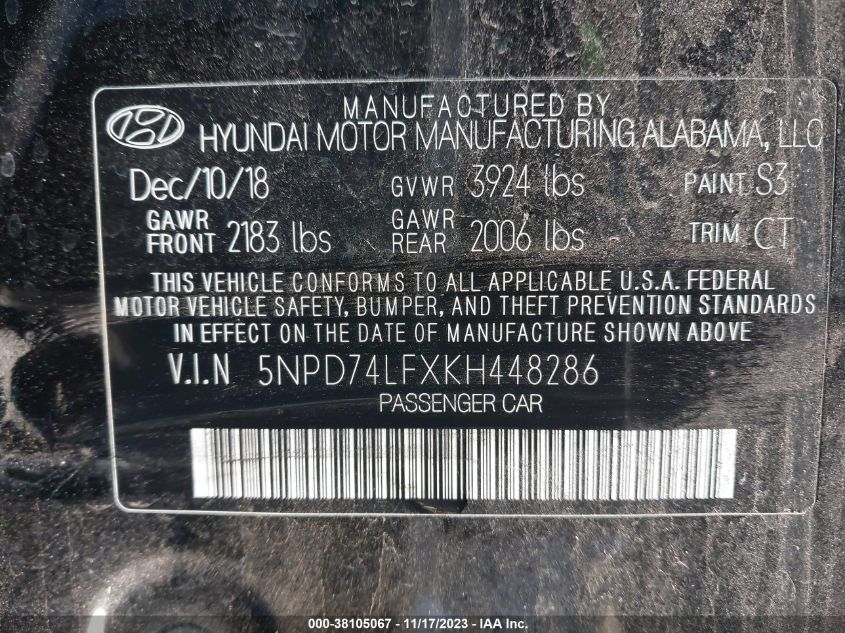 MANUFACTURED BY
HYUNDAI MOTOR MANUFACTURING ALABAMA, LLC
Dec/10/18 GVWR 3924 lbs PAINT S3
GAWR FRONT 2183 lbs GAWR REAR 2006 lbs TRIM CT
THIS VEHICLE CONFORMS TO ALL APPLICABLE U.S.A. FEDERAL
MOTOR VEHICLE SAFETY, BUMPER, AND THEFT PREVENTION STANDARDS
IN EFFECT ON THE DATE OF MANUFACTURE SHOWN ABOVE
V.I.N 5NPD74LFXKH448286
PASSENGER CAR
000-38105067 - 11/17/2023 - IAA Inc.